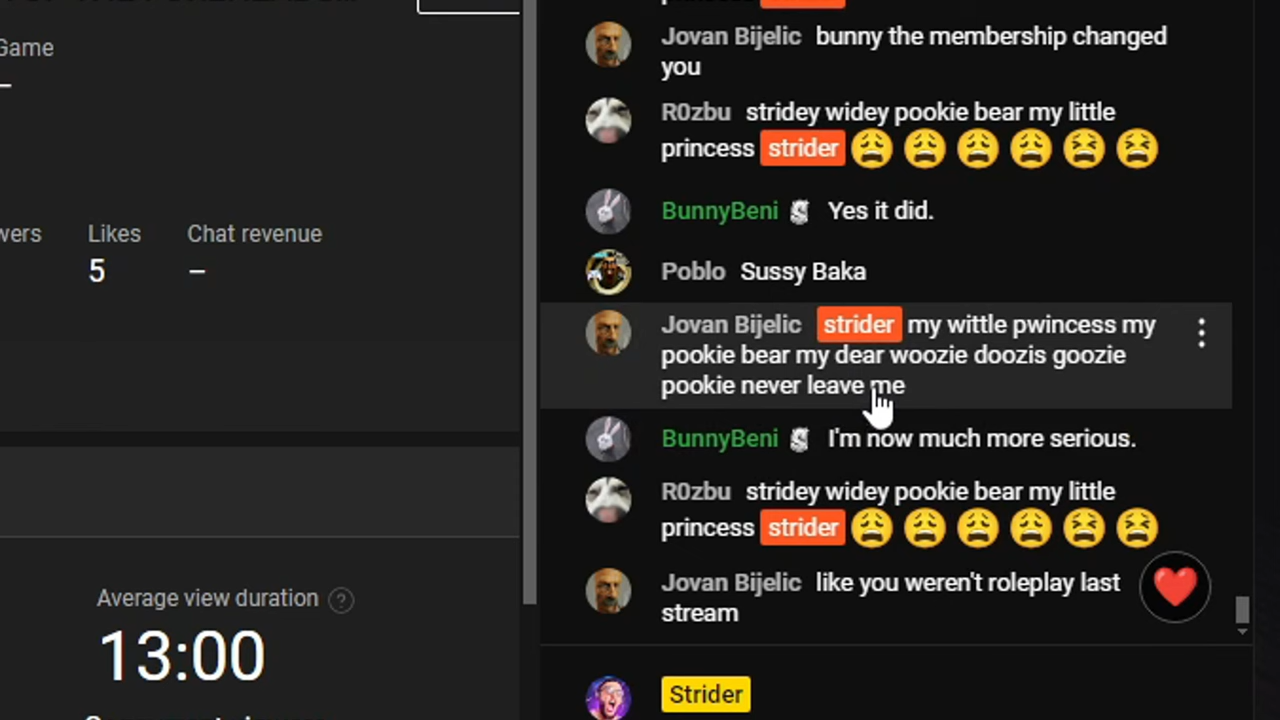 Game
–
Likes
Chat revenue
5
–
Average view duration
13:00
princess strider
Jovan Bijelic bunny the membership changed
you
R0zbu stridey widey pookie bear my little
princess strider 😩 😩 😩 😩 😫 😫
BunnyBeni Yes it did.
Poblo Sussy Baka
Jovan Bijelic strider my wittle pwincess my
pookie bear my dear woozie doozis goozie
pookie never leave me
BunnyBeni I'm now much more serious.
R0zbu stridey widey pookie bear my little
princess strider 😩 😩 😩 😩 😫 😫
Jovan Bijelic like you weren't roleplay last
stream
Strider